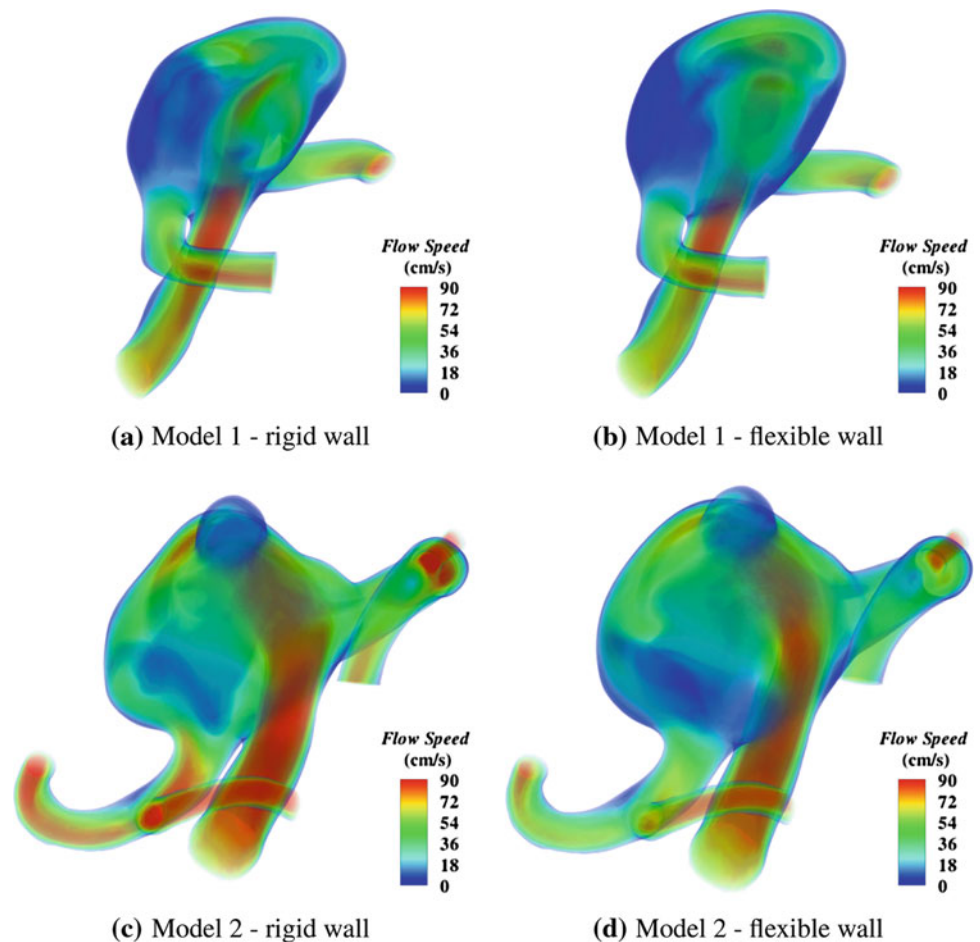 Flow Speed
(cm/s)
90
72
54
36
18
0
Flow Speed
(cm/s)
90
72
54
36
18
0
(a) Model 1 - rigid wall
(b) Model 1 - flexible wall
Flow Speed
(cm/s)
90
72
54
36
18
0
Flow Speed
(cm/s)
90
72
54
36
18
0
(c) Model 2 - rigid wall
(d) Model 2 - flexible wall